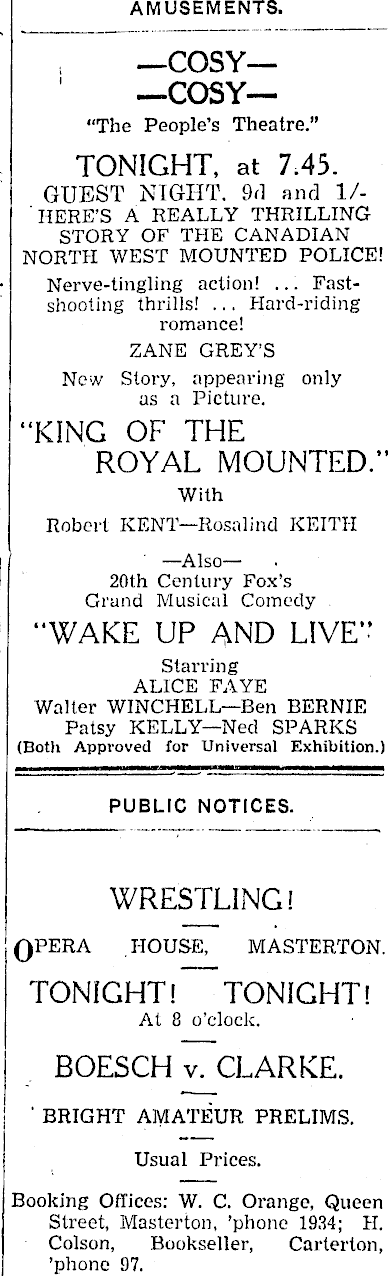 AMUSEMENTS.
—COSY—
—COSY—
"The People's Theatre."
TONIGHT, at 7.45.
GUEST NIGHT. 9d and 1/-
HERE'S A REALLY THRILLING
STORY OF THE CANADIAN
NORTH WEST MOUNTED POLICE!
Nerve-tingling action! ... Fast-
shooting thrills! ... Hard-riding
romance!
ZANE GREY'S
New Story, appearing only
as a Picture.
"KING OF THE
ROYAL MOUNTED."
With
Robert KENT—Rosalind KEITH
—Also—
20th Century Fox's
Grand Musical Comedy
"WAKE UP AND LIVE"
Starring
ALICE FAYE
Walter WINCHELL—Ben BERNIE
Patsy KELLY—Ned SPARKS
(Both Approved for Universal Exhibition.)
PUBLIC NOTICES.
WRESTLING!
OPERA HOUSE, MASTERTON.
TONIGHT! TONIGHT!
At 8 o'clock.
BOESCH v. CLARKE.
BRIGHT AMATEUR PRELIMS.
Usual Prices.
Booking Offices: W. C. Orange, Queen
Street, Masterton, 'phone 1934; H.
Colson, Bookseller, Carterton,
'phone 97.